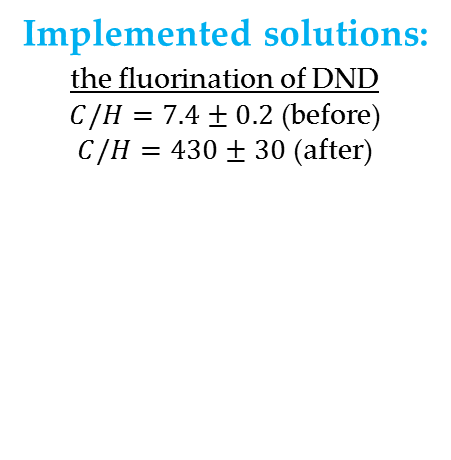 Implemented solutions:
the fluorination of DND
C/H = 7.4 ± 0.2 (before)
C/H = 430 ± 30 (after)